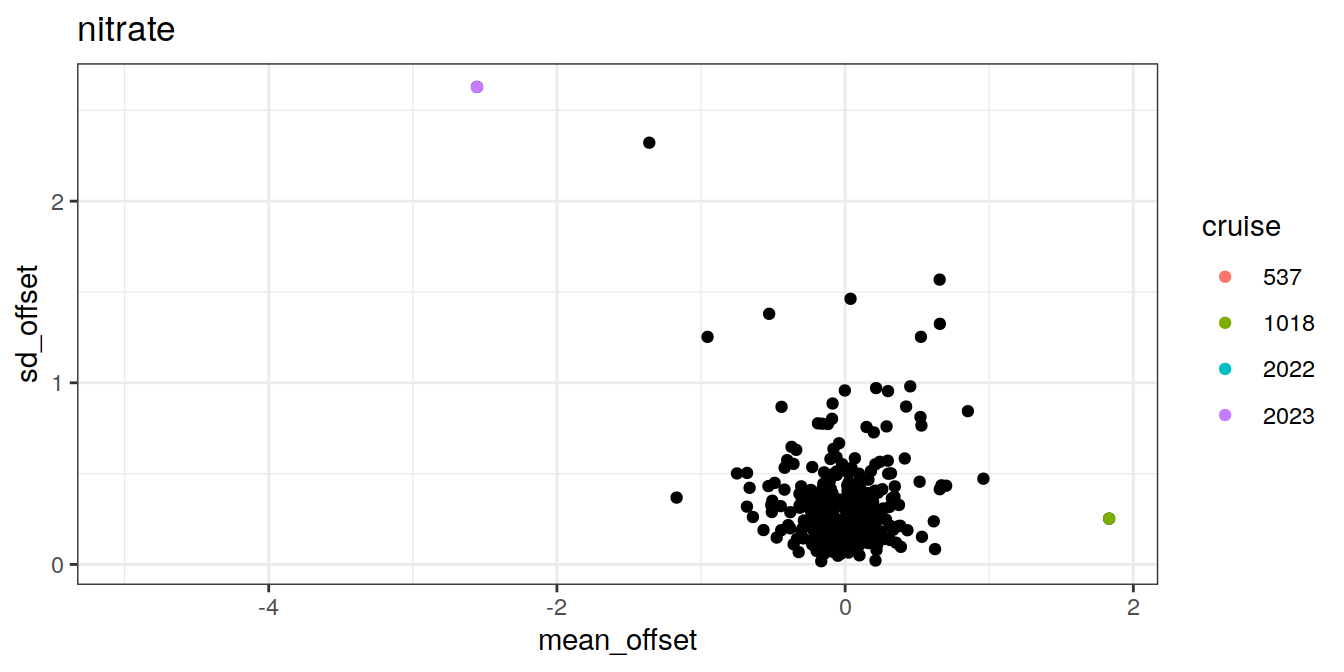 nitrate
sd_offset
2
1
0
-4
-2
0
2
mean_offset
cruise
537
1018
2022
2023